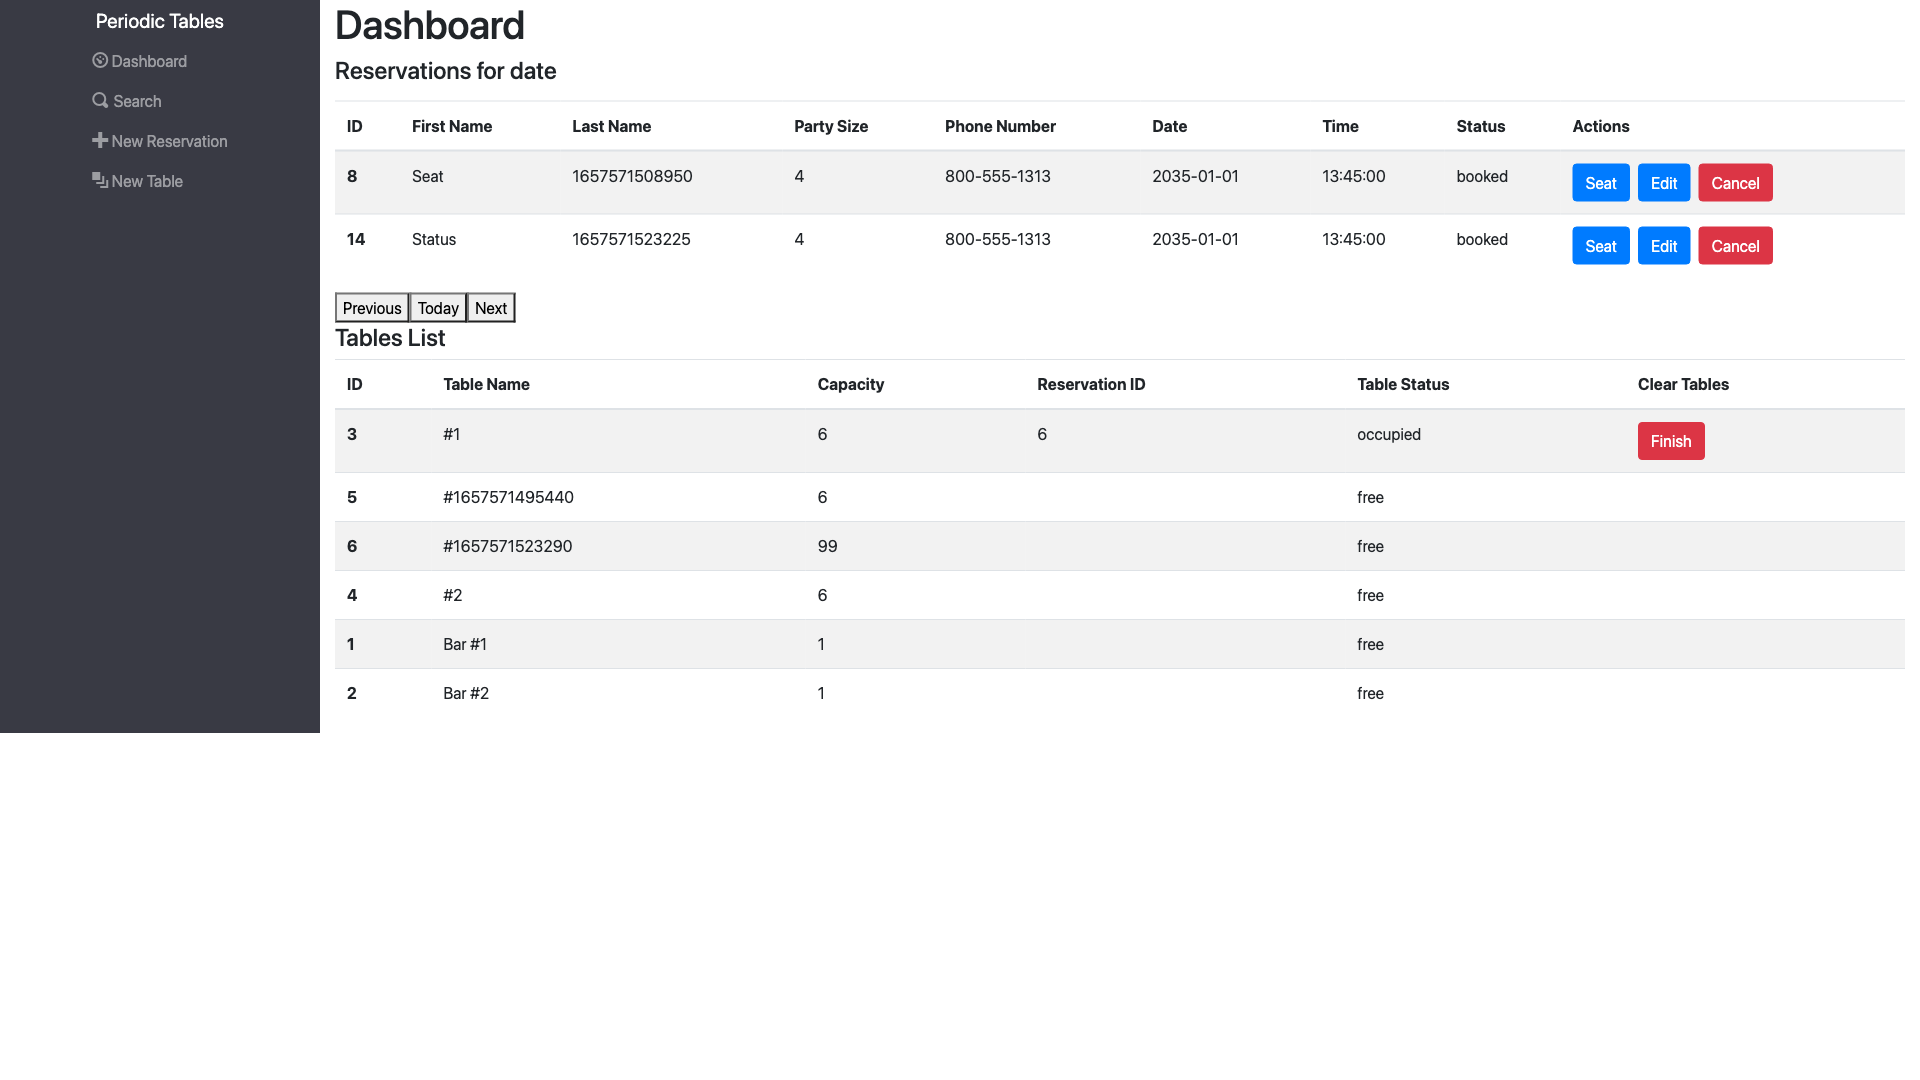 Periodic Tables
Dashboard
Search
New Reservation
New Table
Dashboard
Reservations for date
ID First Name Last Name Party Size Phone Number Date Time Status Actions
8 Seat 1657571508950 4 800-555-1313 2035-01-01 13:45:00 booked Seat Edit Cancel
14 Status 1657571523225 4 800-555-1313 2035-01-01 13:45:00 booked Seat Edit Cancel
Previous Today Next
Tables List
ID Table Name Capacity Reservation ID Table Status Clear Tables
3 #1 6 6 occupied Finish
5 #1657571495440 6 free
6 #1657571523290 99 free
4 #2 6 free
1 Bar #1 1 free
2 Bar #2 1 free